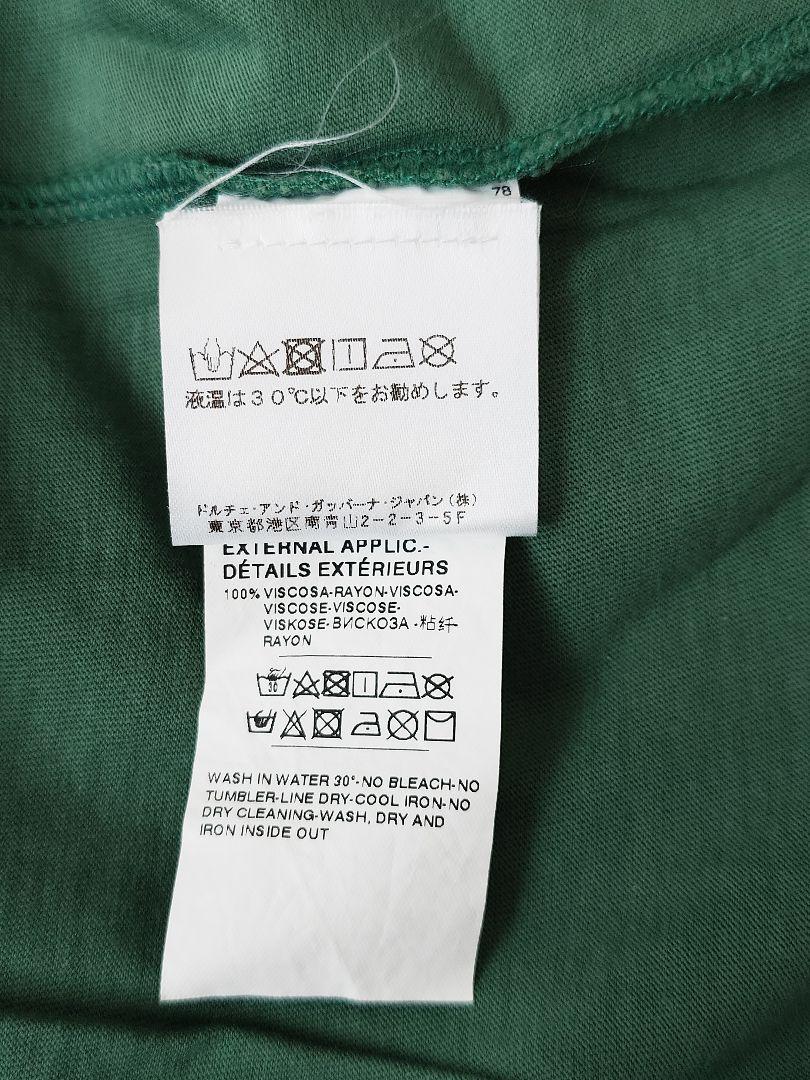 78
液温は30℃以下をお勧めします。
ドルチェ・アンド・ガッバーナ・ジャパン(株)
東京都港区南青山2-2-3-5F
EXTERNAL APPLIC.-
DÉTAILS EXTÉRIEURS
100% VISCOSA-RAYON-VISCOSA-
VISCOSE-VISCOSE-
VISKOSE-ВИСКОЗА -粘纤-
RAYON
30
WASH IN WATER 30°-NO BLEACH-NO
TUMBLER-LINE DRY-COOL IRON-NO
DRY CLEANING-WASH, DRY AND
IRON INSIDE OUT